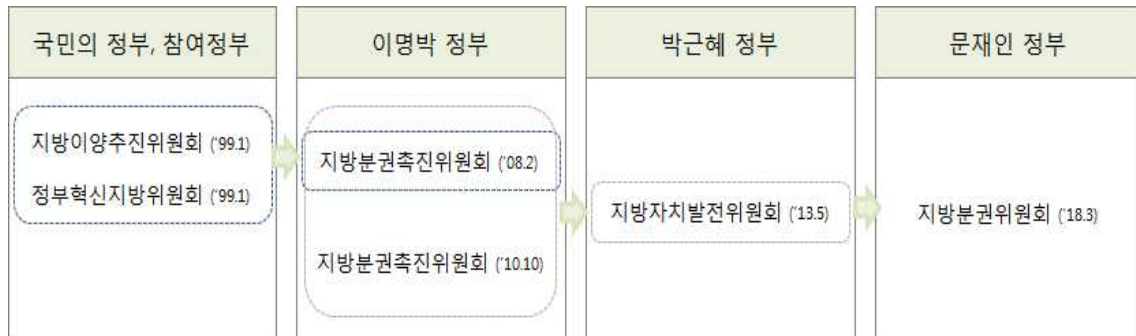 국민의 정부, 참여정부
지방이양추진위원회 ('99.1)
정부혁신지방위원회 ('99.1)
이명박 정부
지방분권촉진위원회 ('08.2)
지방분권촉진위원회 ('10.10)
박근혜 정부
지방자치발전위원회 ('13.5)
문재인 정부
지방분권위원회 ('18.3)